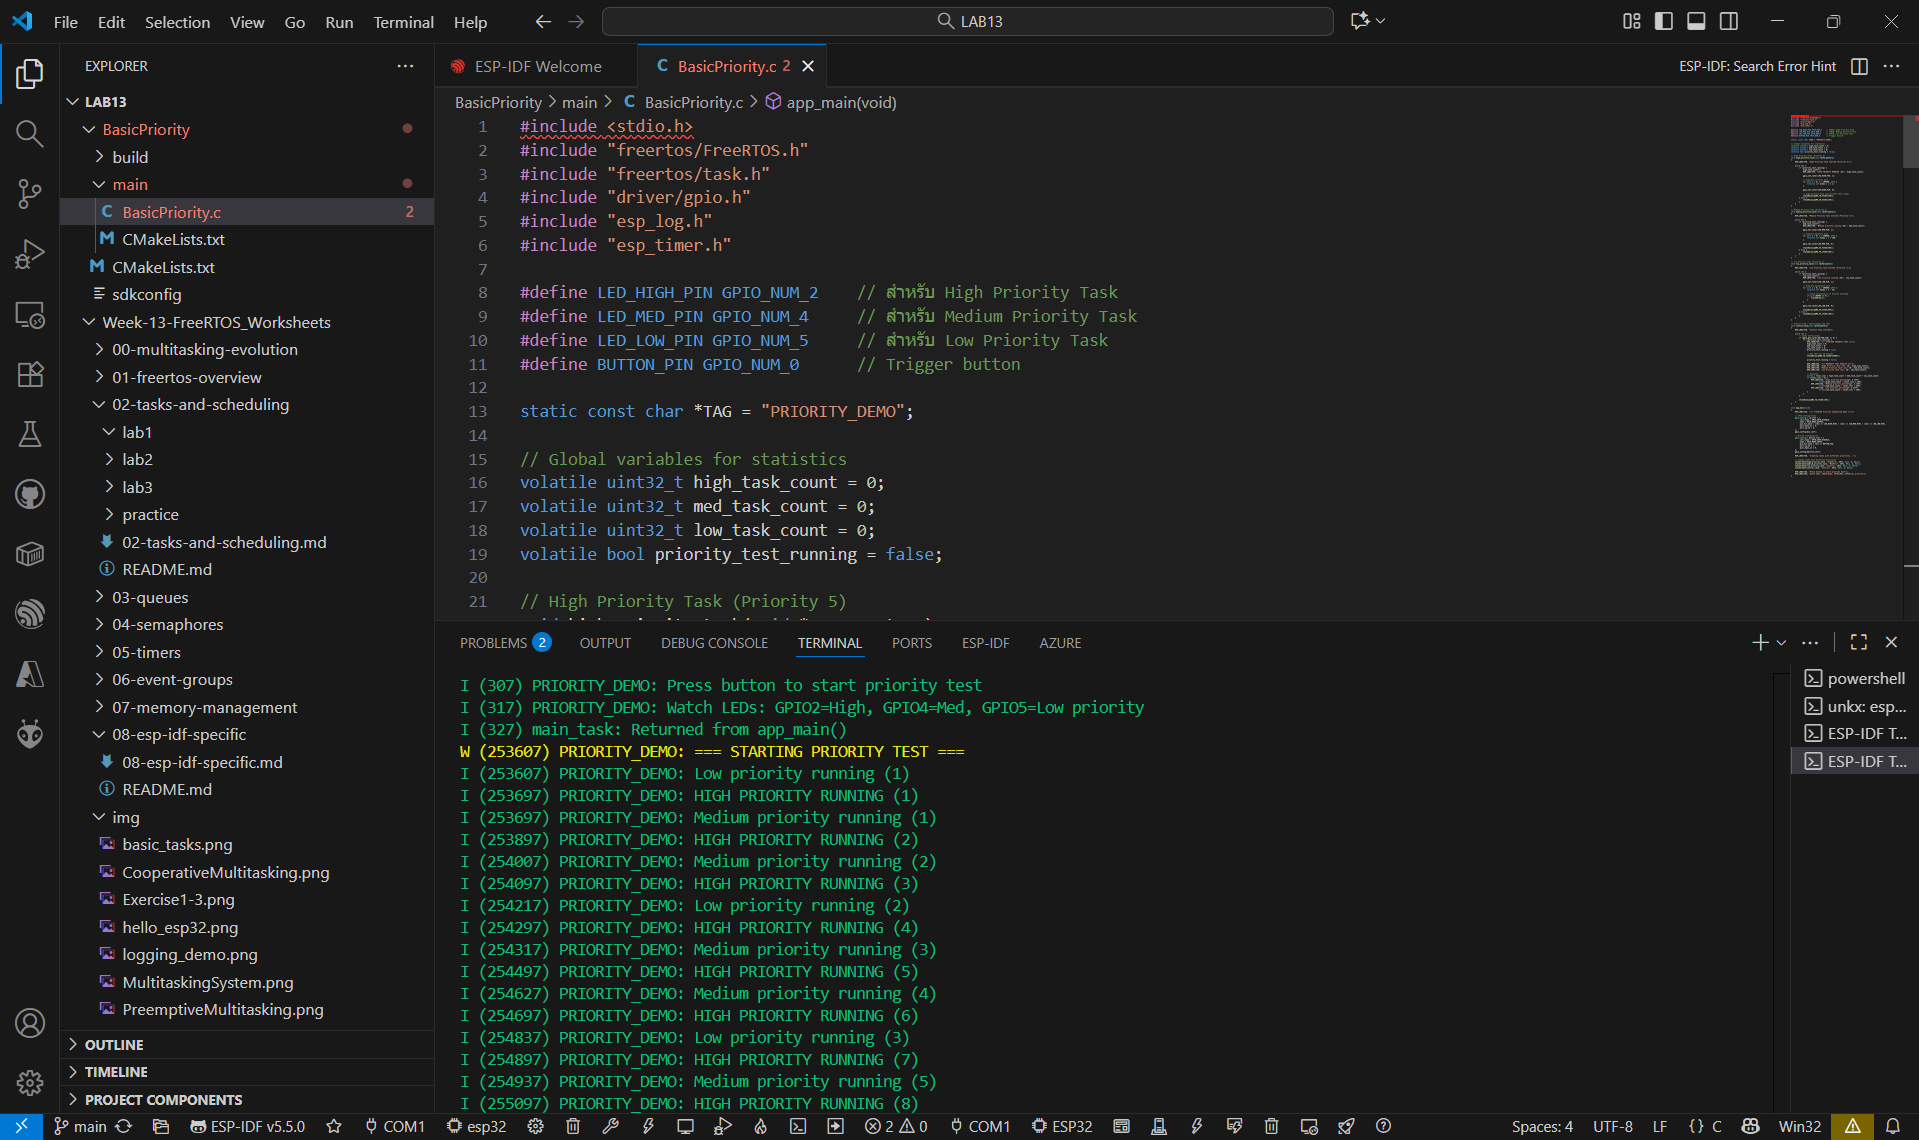 File Edit Selection View Go Run Terminal Help
LAB13
EXPLORER
LAB13
BasicPriority
build
main
C BasicPriority.c 2
M CMakeLists.txt
M CMakeLists.txt
sdkconfig
Week-13-FreeRTOS_Worksheets
00-multitasking-evolution
01-freertos-overview
02-tasks-and-scheduling
lab1
lab2
lab3
practice
02-tasks-and-scheduling.md
README.md
03-queues
04-semaphores
05-timers
06-event-groups
07-memory-management
08-esp-idf-specific
08-esp-idf-specific.md
README.md
img
basic_tasks.png
CooperativeMultitasking.png
Exercise1-3.png
hello_esp32.png
logging_demo.png
MultitaskingSystem.png
PreemptiveMultitasking.png
OUTLINE
TIMELINE
PROJECT COMPONENTS
ESP-IDF Welcome
C BasicPriority.c 2
ESP-IDF: Search Error Hint
BasicPriority > main > C BasicPriority.c > app_main(void)
1 #include <stdio.h>
2 #include "freertos/FreeRTOS.h"
3 #include "freertos/task.h"
4 #include "driver/gpio.h"
5 #include "esp_log.h"
6 #include "esp_timer.h"
7
8 #define LED_HIGH_PIN GPIO_NUM_2 // สำหรับ High Priority Task
9 #define LED_MED_PIN GPIO_NUM_4 // สำหรับ Medium Priority Task
10 #define LED_LOW_PIN GPIO_NUM_5 // สำหรับ Low Priority Task
11 #define BUTTON_PIN GPIO_NUM_0 // Trigger button
12
13 static const char *TAG = "PRIORITY_DEMO";
14
15 // Global variables for statistics
16 volatile uint32_t high_task_count = 0;
17 volatile uint32_t med_task_count = 0;
18 volatile uint32_t low_task_count = 0;
19 volatile bool priority_test_running = false;
20
21 // High Priority Task (Priority 5)
PROBLEMS 2 OUTPUT DEBUG CONSOLE TERMINAL PORTS ESP-IDF AZURE
I (307) PRIORITY_DEMO: Press button to start priority test
I (317) PRIORITY_DEMO: Watch LEDs: GPIO2=High, GPIO4=Med, GPIO5=Low priority
I (327) main_task: Returned from app_main()
W (253607) PRIORITY_DEMO: === STARTING PRIORITY TEST ===
I (253607) PRIORITY_DEMO: Low priority running (1)
I (253697) PRIORITY_DEMO: HIGH PRIORITY RUNNING (1)
I (253697) PRIORITY_DEMO: Medium priority running (1)
I (253897) PRIORITY_DEMO: HIGH PRIORITY RUNNING (2)
I (254007) PRIORITY_DEMO: Medium priority running (2)
I (254097) PRIORITY_DEMO: HIGH PRIORITY RUNNING (3)
I (254217) PRIORITY_DEMO: Low priority running (2)
I (254297) PRIORITY_DEMO: HIGH PRIORITY RUNNING (4)
I (254317) PRIORITY_DEMO: Medium priority running (3)
I (254497) PRIORITY_DEMO: HIGH PRIORITY RUNNING (5)
I (254627) PRIORITY_DEMO: Medium priority running (4)
I (254697) PRIORITY_DEMO: HIGH PRIORITY RUNNING (6)
I (254837) PRIORITY_DEMO: Low priority running (3)
I (254897) PRIORITY_DEMO: HIGH PRIORITY RUNNING (7)
I (254937) PRIORITY_DEMO: Medium priority running (5)
I (255097) PRIORITY_DEMO: HIGH PRIORITY RUNNING (8)
powershell
unkx: esp...
ESP-IDF T...
ESP-IDF T...
main ESP-IDF v5.5.0 COM1 esp32 2 0 COM1 ESP32 Spaces: 4 UTF-8 LF {} C Win32